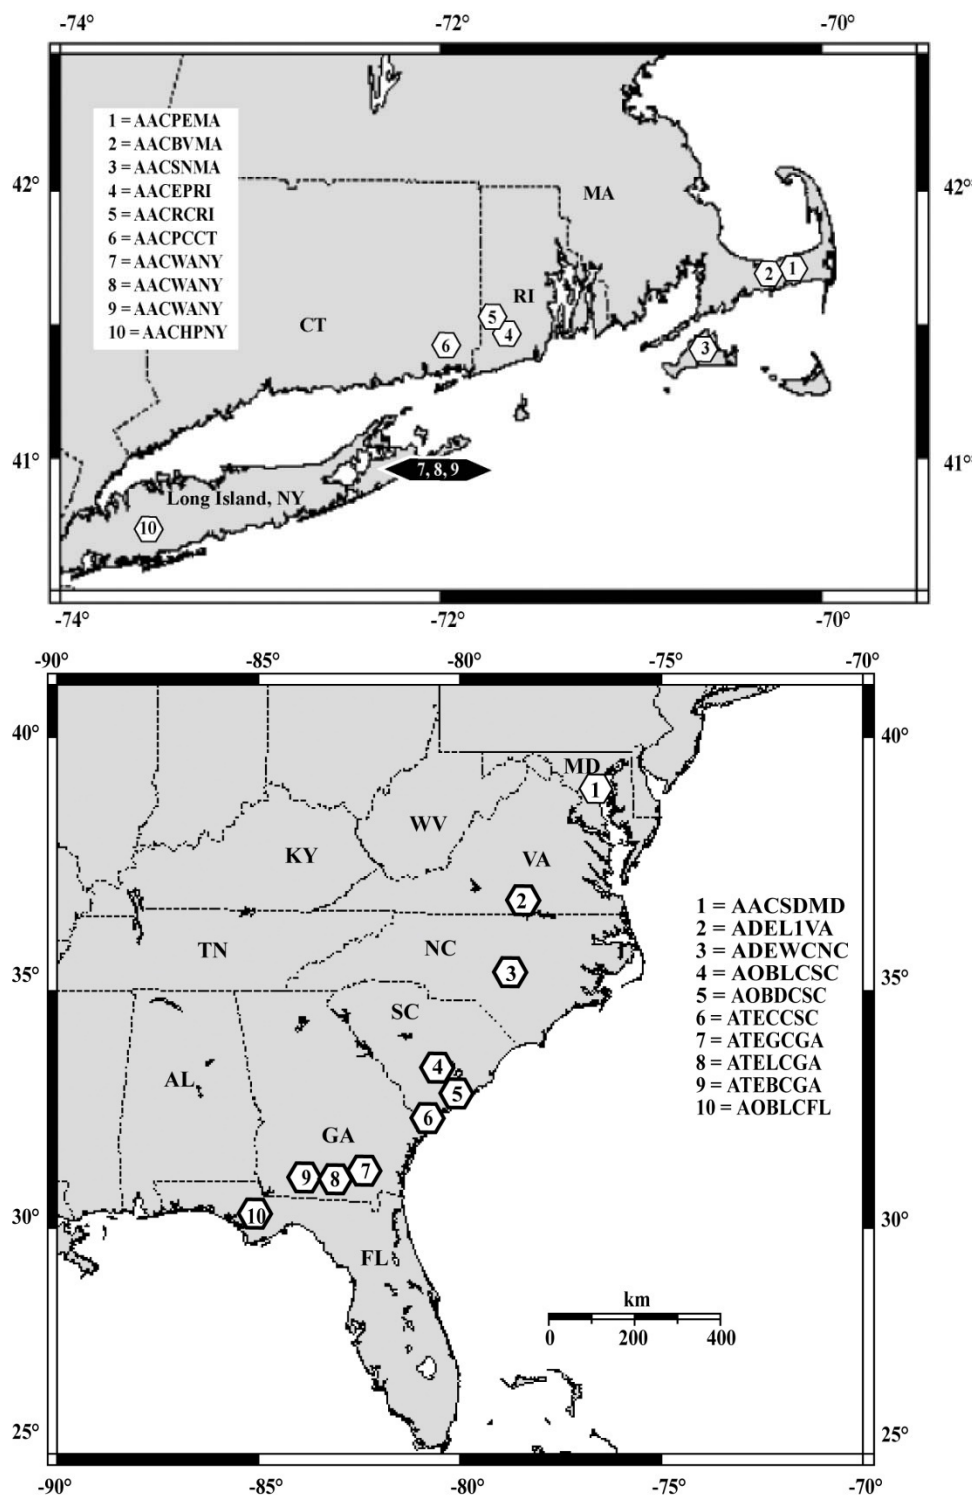 -74° -72° -70°
1 = AACPEMA
2 = AACBVMA
3 = AACSNMA
4 = AACEPRI
5 = AACRCRI
6 = AACPCCT
7 = AACWANY
8 = AACWANY
9 = AACWANY
10 = AACHPNY
42° 42°
MA
2 1
RI
CT
5
4
6
3
41° 41°
7, 8, 9
Long Island, NY
10
-74° -72° -70°
-90° -85° -80° -75° -70°
40° 40°
MD
1
WV
KY
VA
2
1 = AACSDMD
2 = ADEL1VA
3 = ADEWCNC
4 = AOBLCSC
5 = AOBDCSC
6 = ATECCSC
7 = ATEGCGA
8 = ATELCGA
9 = ATEBCGA
10 = AOBLCFL
TN
NC
3
35° 35°
SC
4
AL
5
6
GA
9 8 7
10
30° 30°
FL
km
0 200 400
25° 25°
-90° -85° -80° -75° -70°